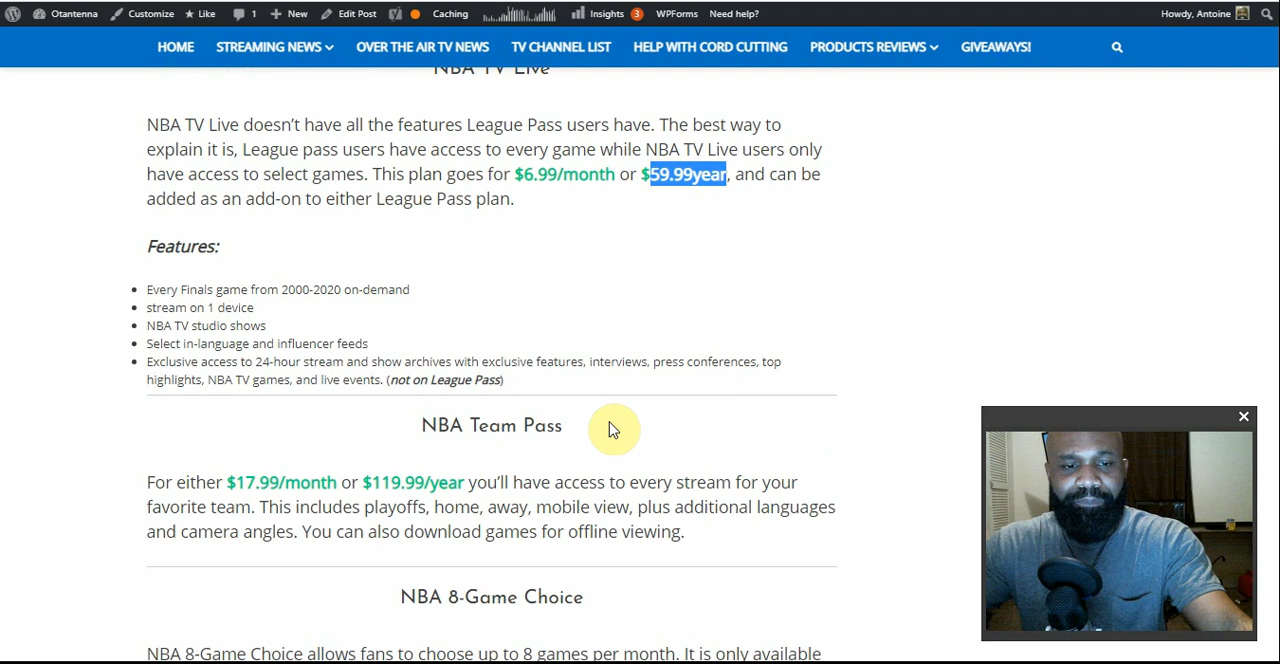 Otantenna Customize Like 1 New Edit Post Caching Insights 3 WPForms Need help? Howdy, Antoine
HOME STREAMING NEWS OVER THE AIR TV NEWS TV CHANNEL LIST HELP WITH CORD CUTTING PRODUCTS REVIEWS GIVEAWAYS!
NBA TV Live
NBA TV Live doesn't have all the features League Pass users have. The best way to
explain it is, League pass users have access to every game while NBA TV Live users only
have access to select games. This plan goes for $6.99/month or $59.99year, and can be
added as an add-on to either League Pass plan.
Features:
Every Finals game from 2000-2020 on-demand
stream on 1 device
NBA TV studio shows
Select in-language and influencer feeds
Exclusive access to 24-hour stream and show archives with exclusive features, interviews, press conferences, top
highlights, NBA TV games, and live events. (not on League Pass)
NBA Team Pass
For either $17.99/month or $119.99/year you'll have access to every stream for your
favorite team. This includes playoffs, home, away, mobile view, plus additional languages
and camera angles. You can also download games for offline viewing.
NBA 8-Game Choice
NBA 8-Game Choice allows fans to choose up to 8 games per month. It is only available